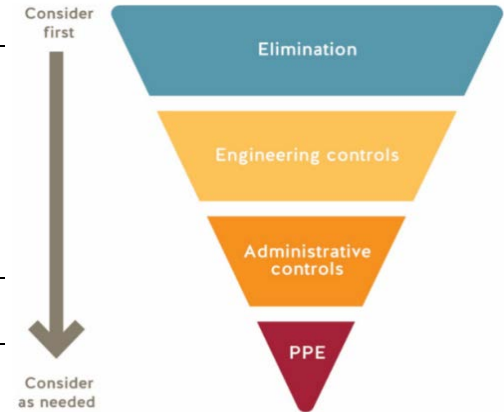 Consider
first
Elimination
Engineering controls
Administrative
controls
PPE
Consider
as needed